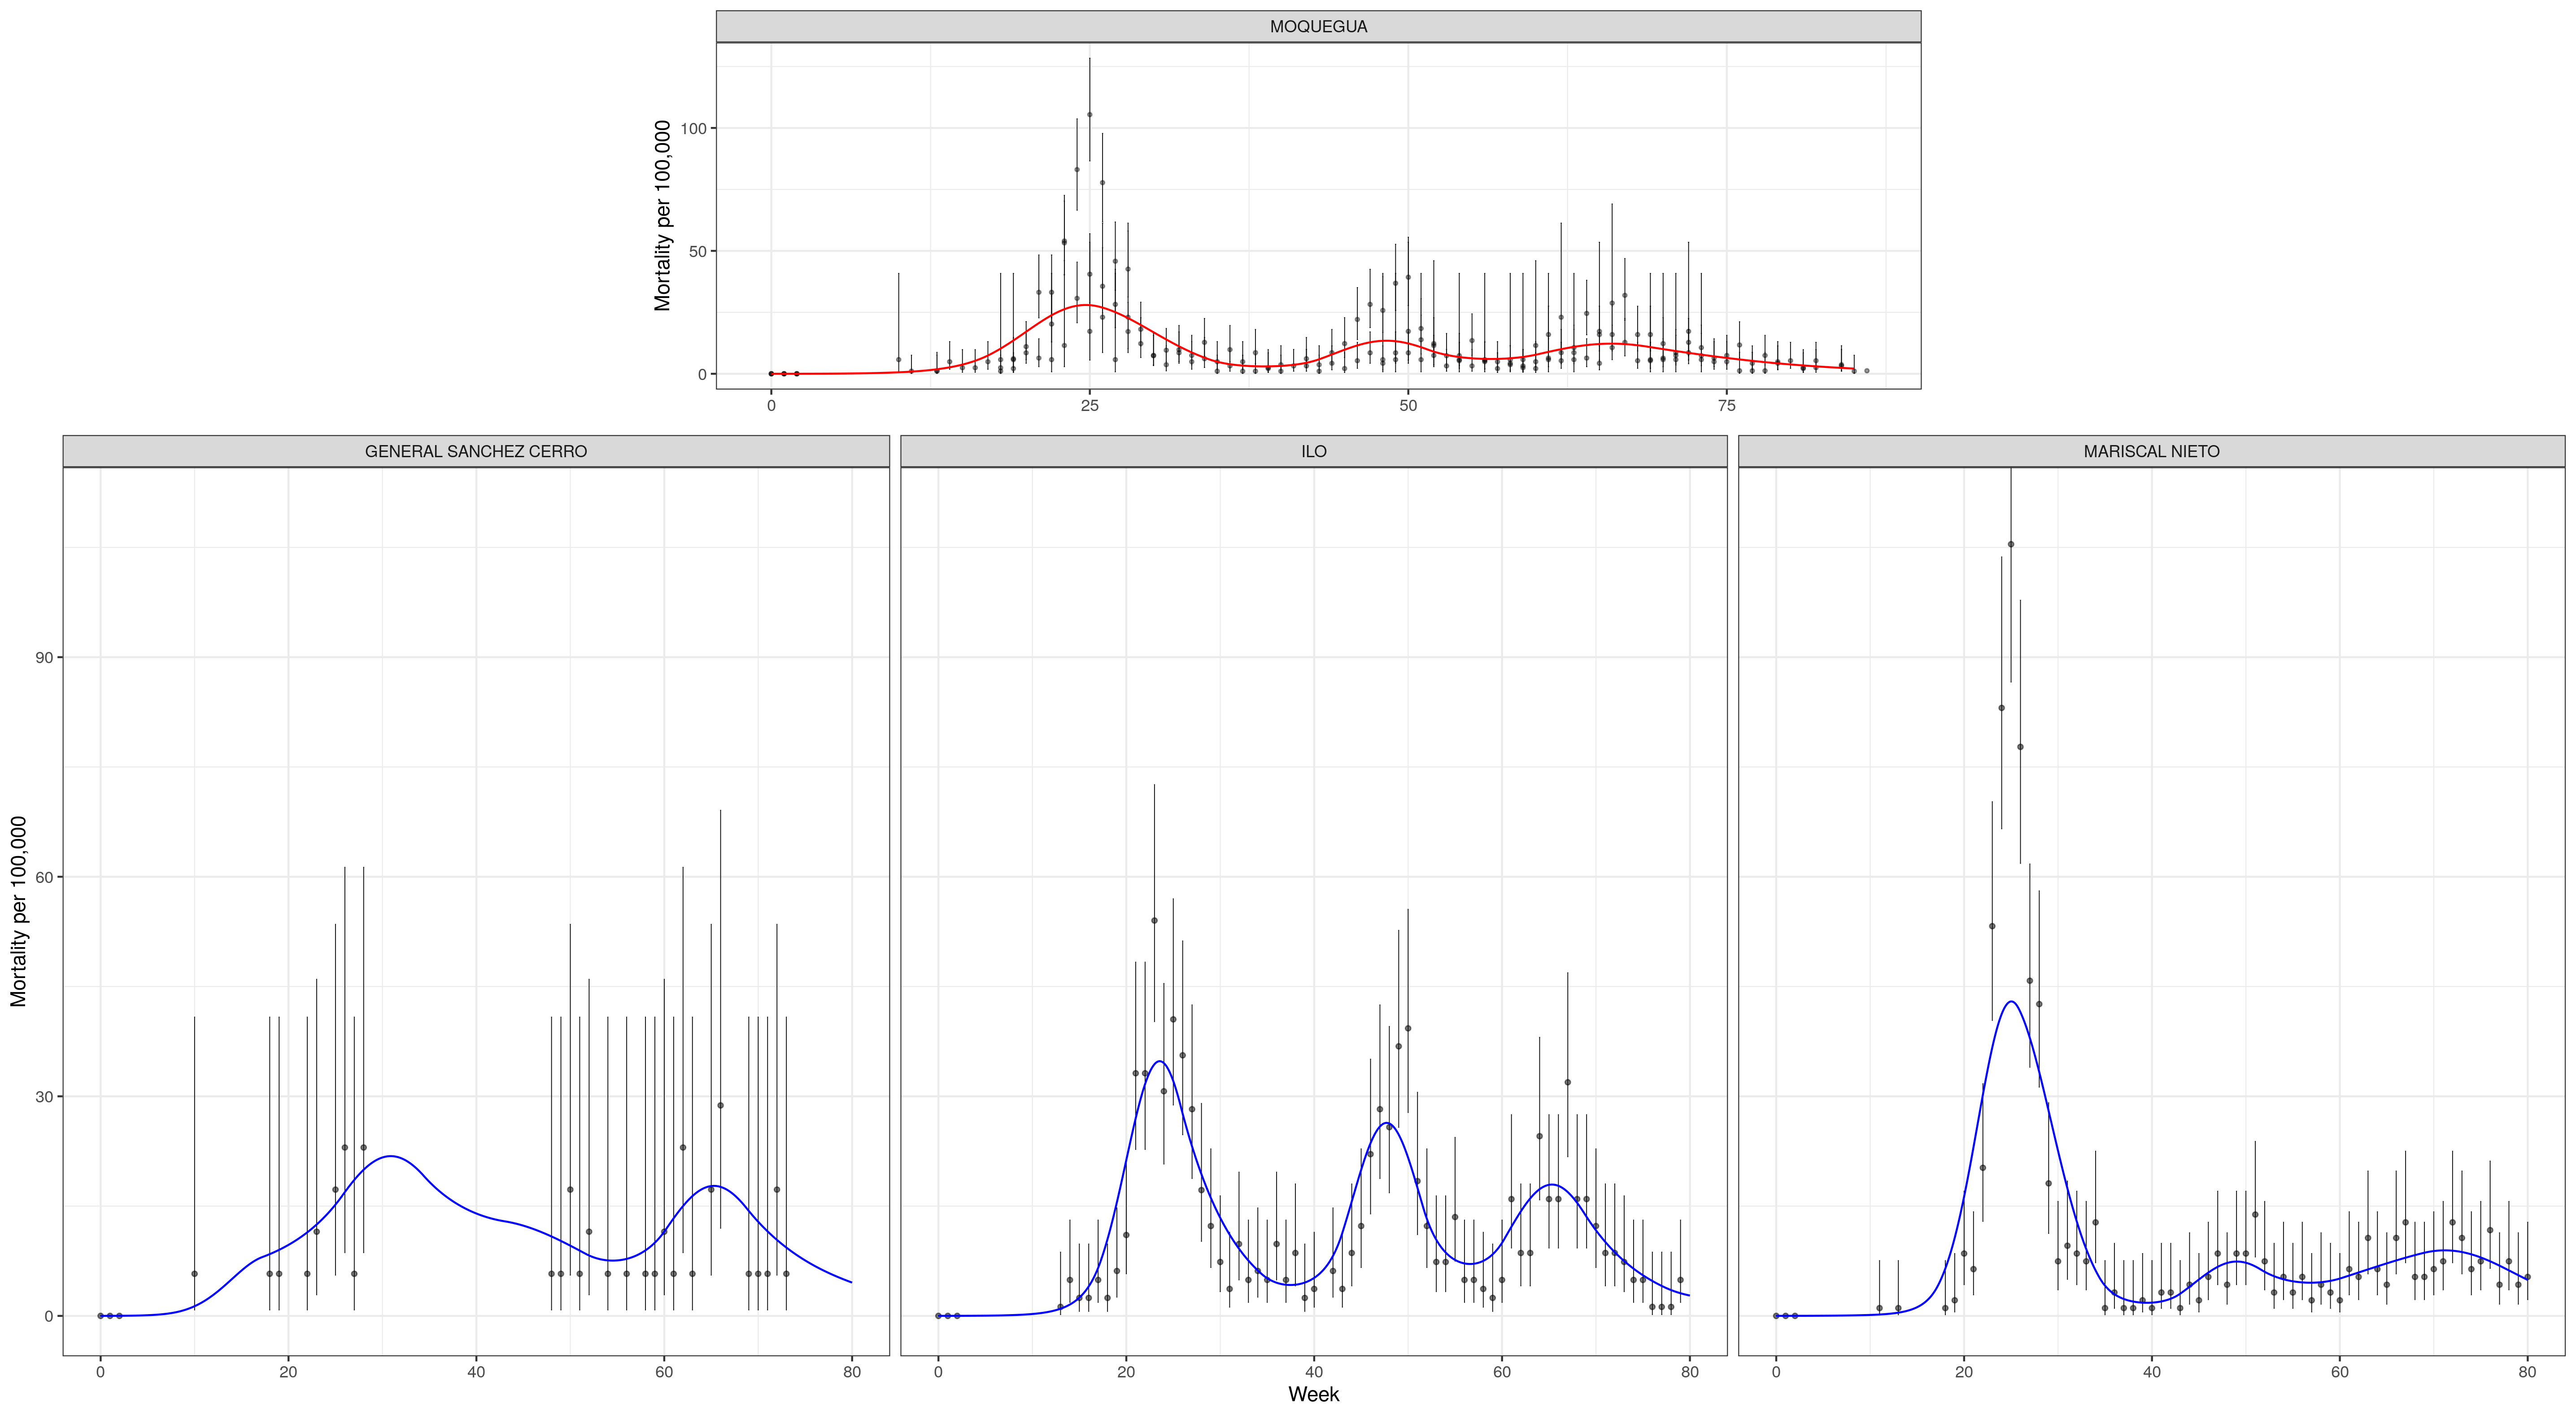 MOQUEGUA
Mortality per 100,000
100
50
0
0 25 50 75
GENERAL SANCHEZ CERRO ILO MARISCAL NIETO
Mortality per 100,000
90
60
30
0
0 20 40 60 80 0 20 40 60 80 0 20 40 60 80
Week